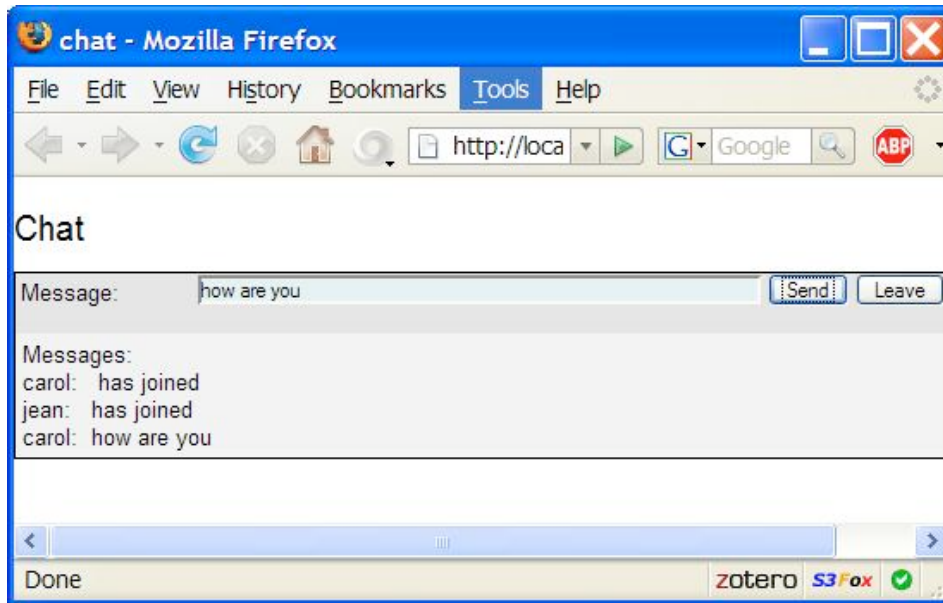 chat - Mozilla Firefox
File Edit View History Bookmarks Tools Help
http://loca G Google ABP
Chat
Message: how are you Send Leave
Messages:
carol: has joined
jean: has joined
carol: how are you
Done zotero S3Fox